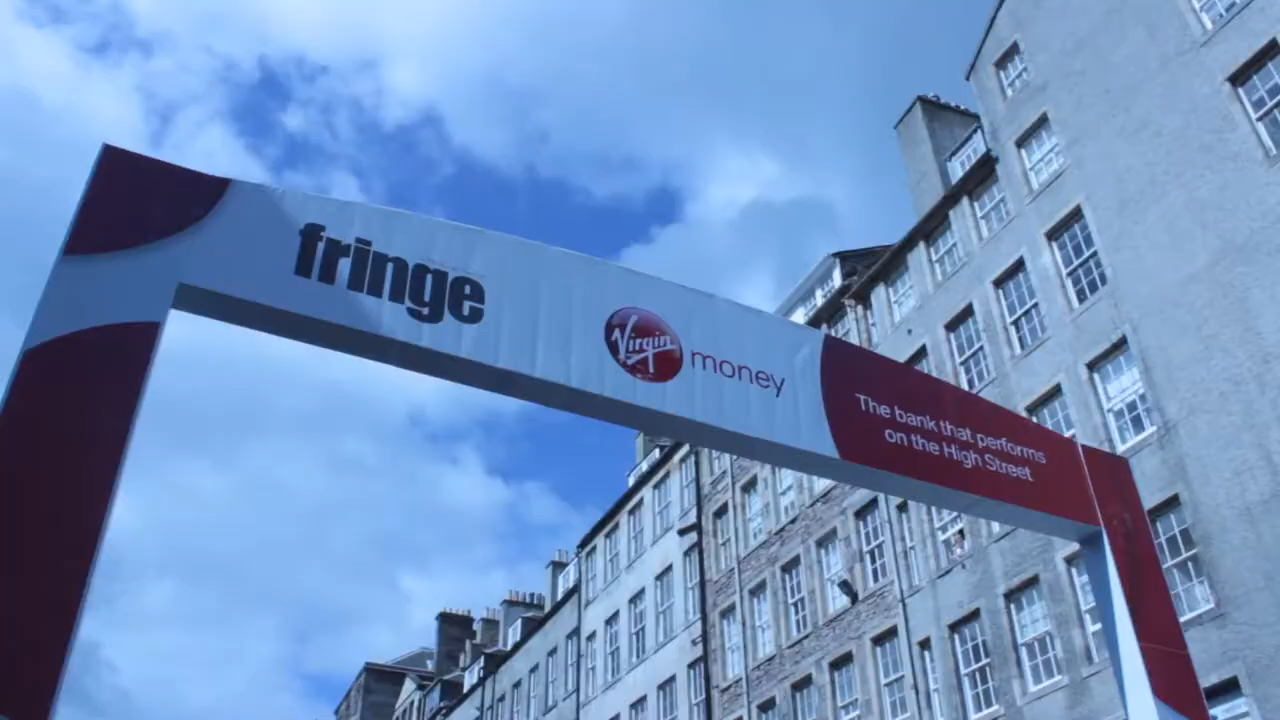 fringe
Virgin money
The bank that performs
on the High Street